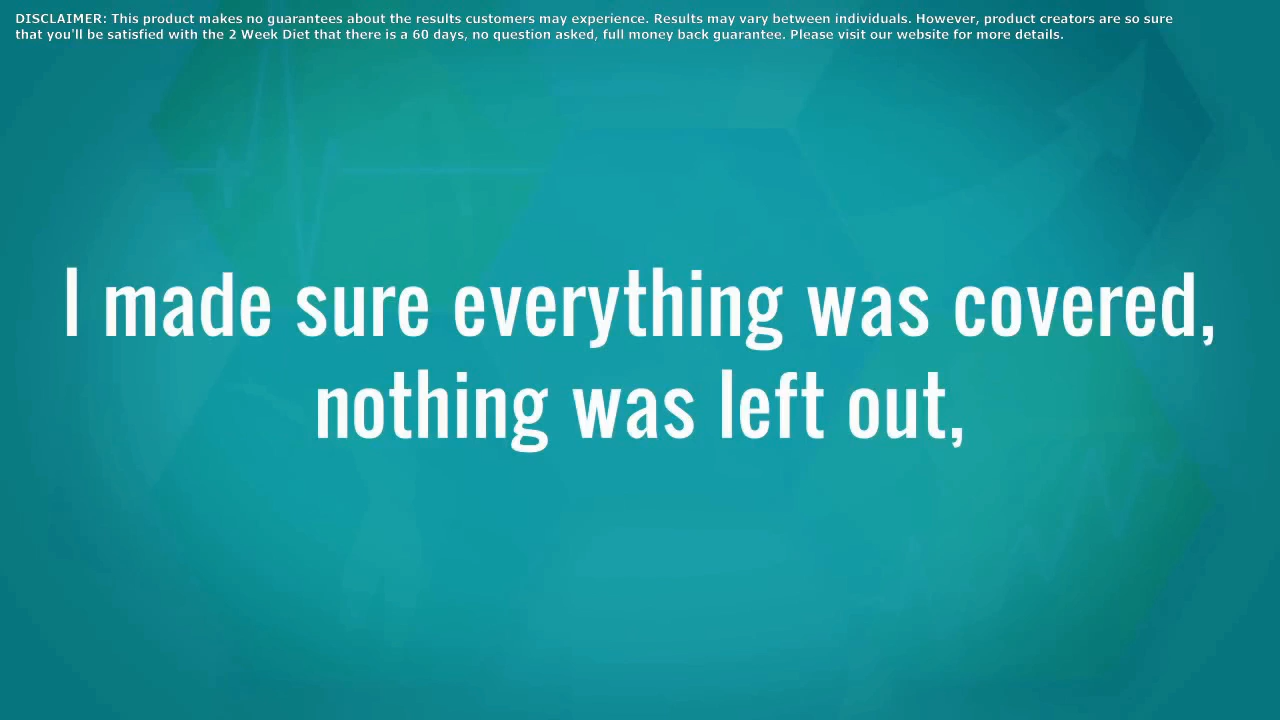 DISCLAIMER: This product makes no guarantees about the results customers may experience. Results may vary between individuals. However, product creators are so sure
that you'll be satisfied with the 2 Week Diet that there is a 60 days, no question asked, full money back guarantee. Please visit our website for more details.
I made sure everything was covered,
nothing was left out,